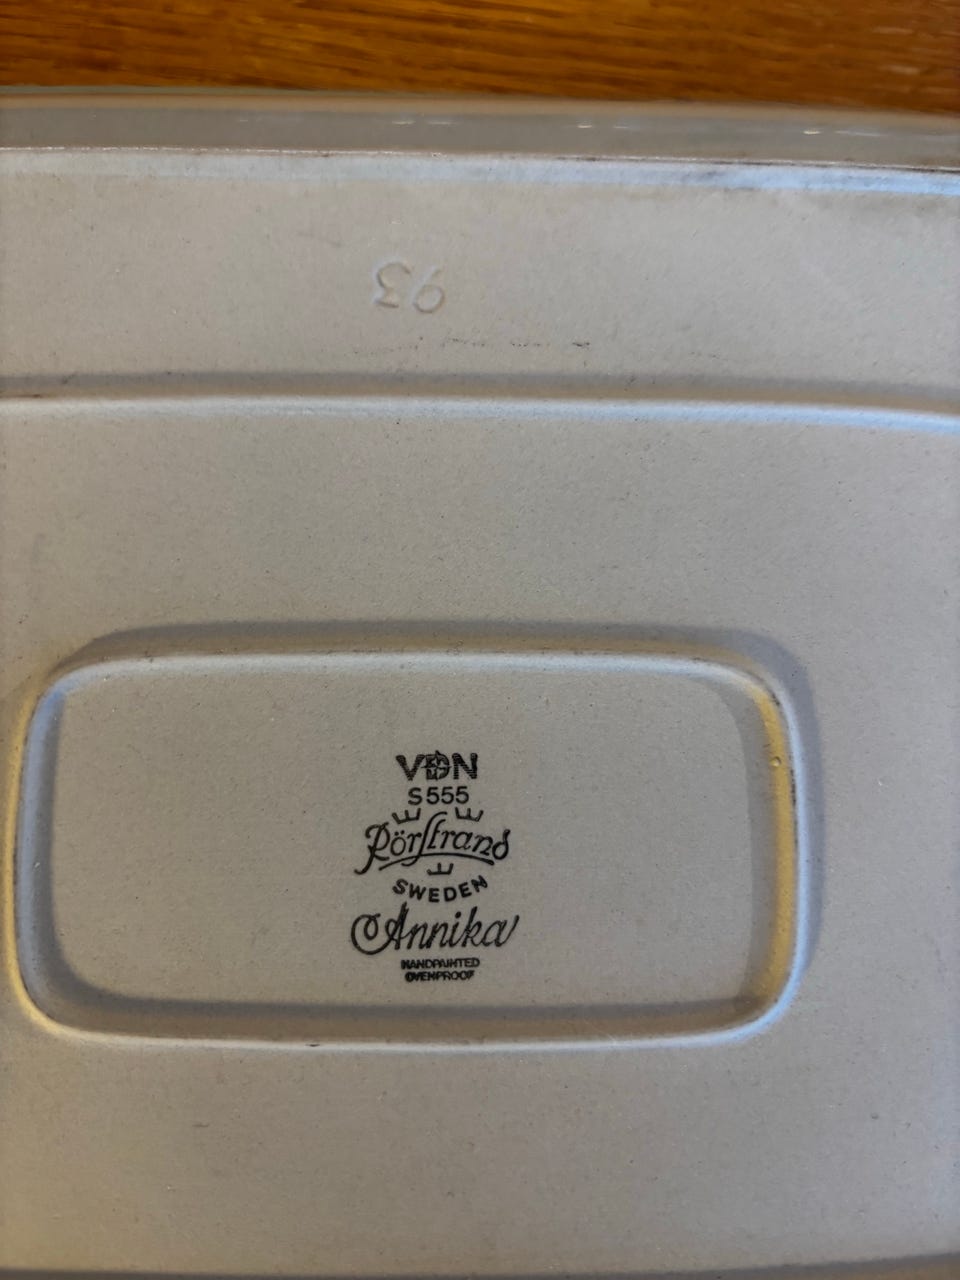 93
VDN
S555
Rörstrand
SWEDEN
Annika
HANDPAINTED
OVENPROOF